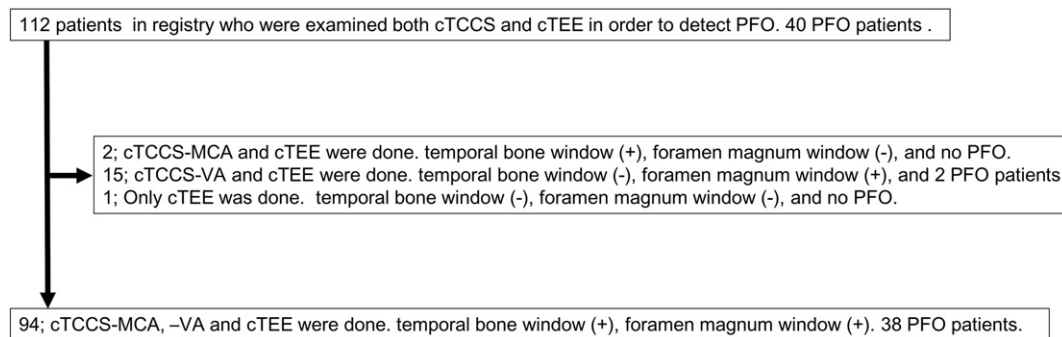 112 patients in registry who were examined both cTCCS and cTEE in order to detect PFO. 40 PFO patients .
2; cTCCS-MCA and cTEE were done. temporal bone window (+), foramen magnum window (-), and no PFO.
15; cTCCS-VA and cTEE were done. temporal bone window (-), foramen magnum window (+), and 2 PFO patients
1; Only cTEE was done. temporal bone window (-), foramen magnum window (-), and no PFO.
94; cTCCS-MCA, –VA and cTEE were done. temporal bone window (+), foramen magnum window (+). 38 PFO patients.